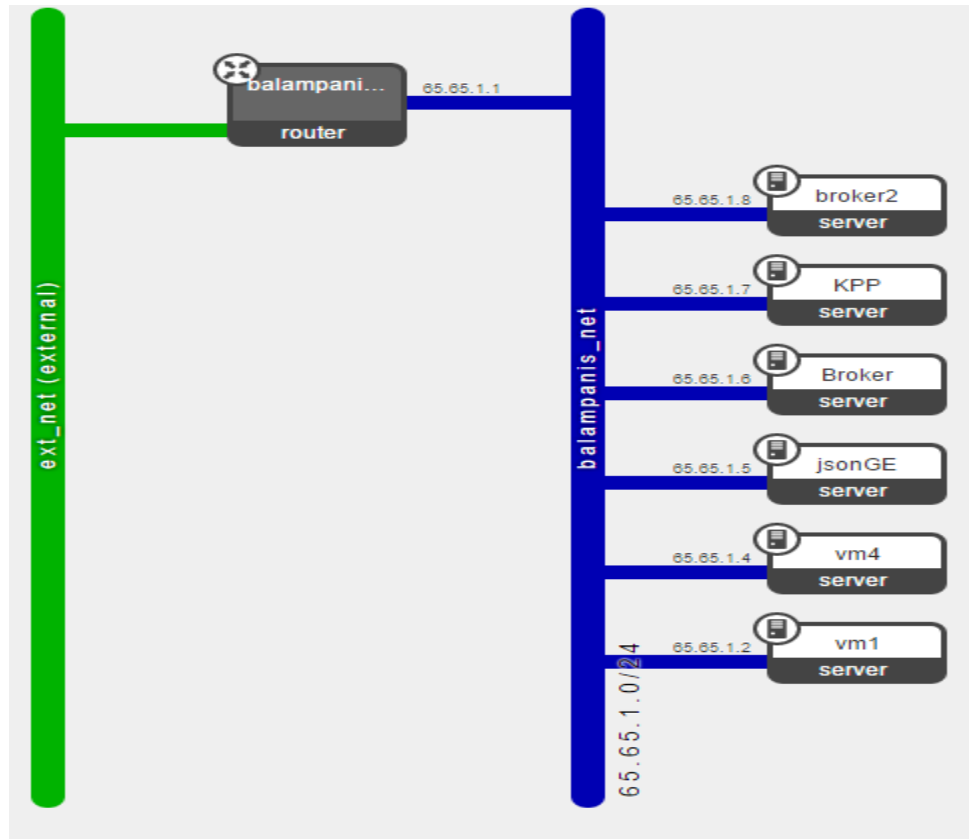 ext_net (external)
balampani...
router
65.65.1.1
balampanis_net
65.65.1.0/24
65.65.1.8
broker2
server
65.65.1.7
KPP
server
65.65.1.6
Broker
server
65.65.1.5
jsonGE
server
65.65.1.4
vm4
server
65.65.1.2
vm1
server